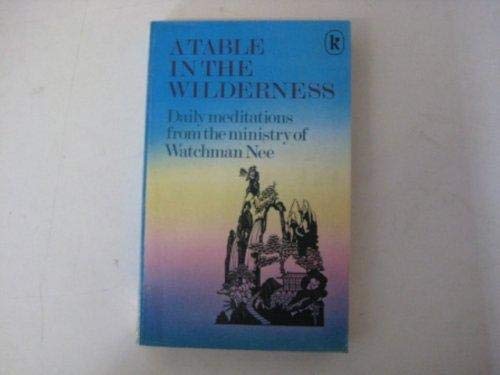 k
A TABLE
IN THE
WILDERNESS
Daily meditations
from the ministry of
Watchman Nee